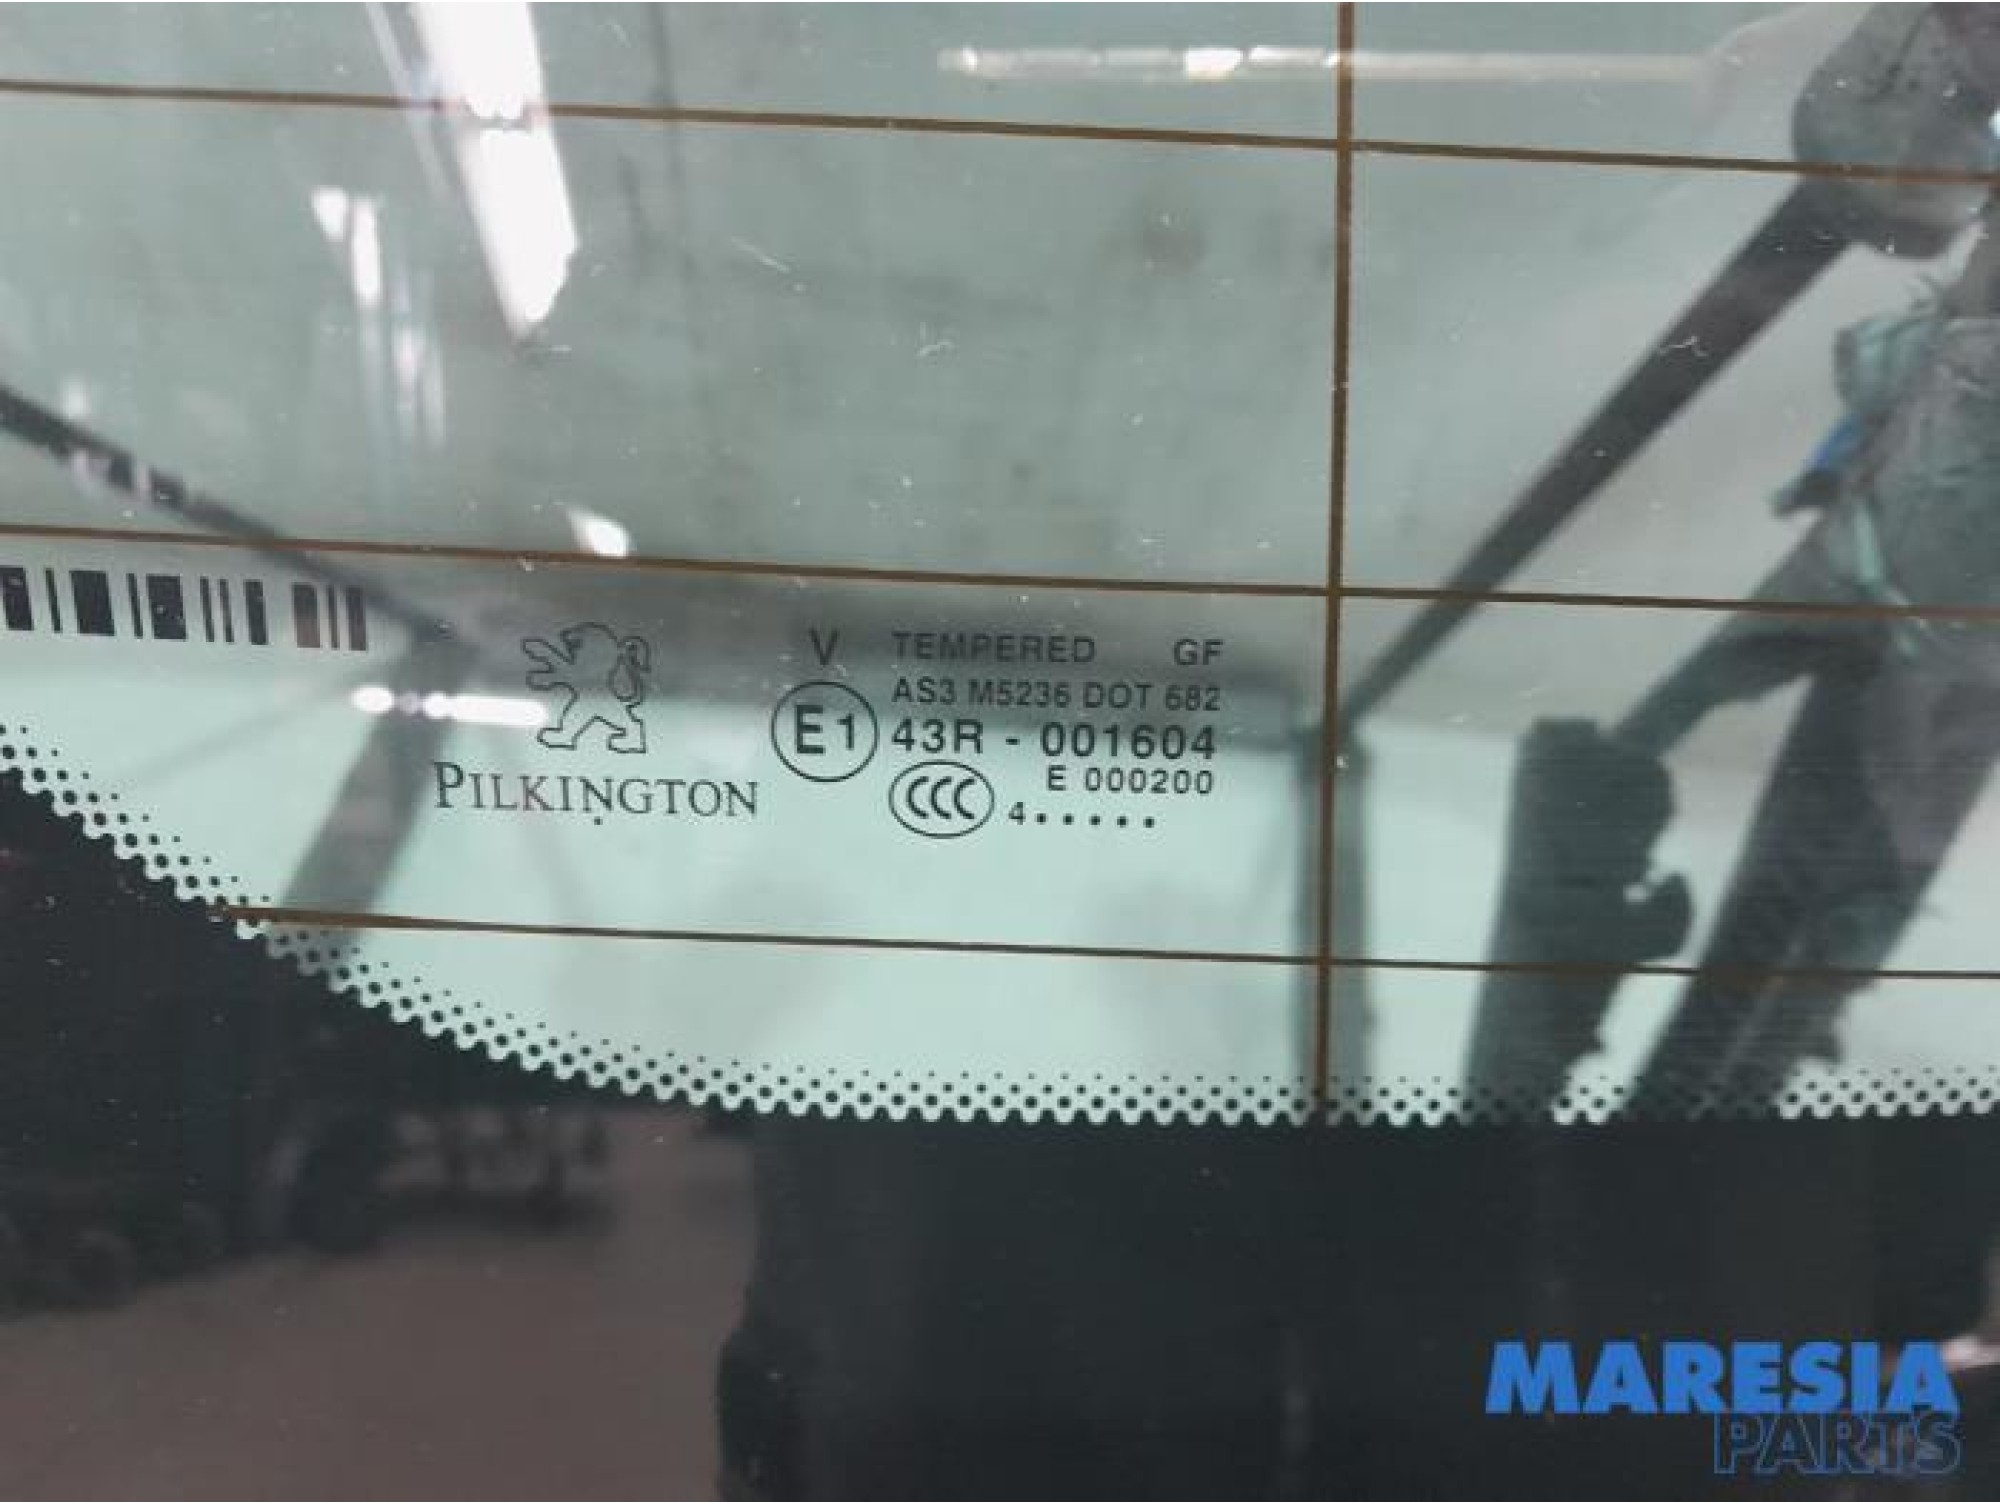 V TEMPERED GF
AS3 M5236 DOT 682
E1 43R - 001604
E 000200
CCC 4.....
PILKINGTON
MARESIA
PARTS